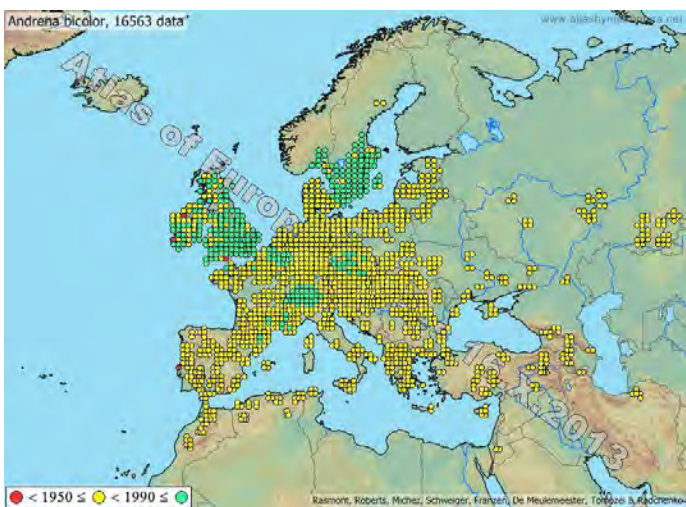 Andrena bicolor, 16563 data
www.atlashymenoptera.net
Atlas of Europ
2013
< 1950 ≤ < 1990 ≤
Rasmont, Roberts, Michez, Schweiger, Franzen, De Meulemeester, Tomozei & Radchenko